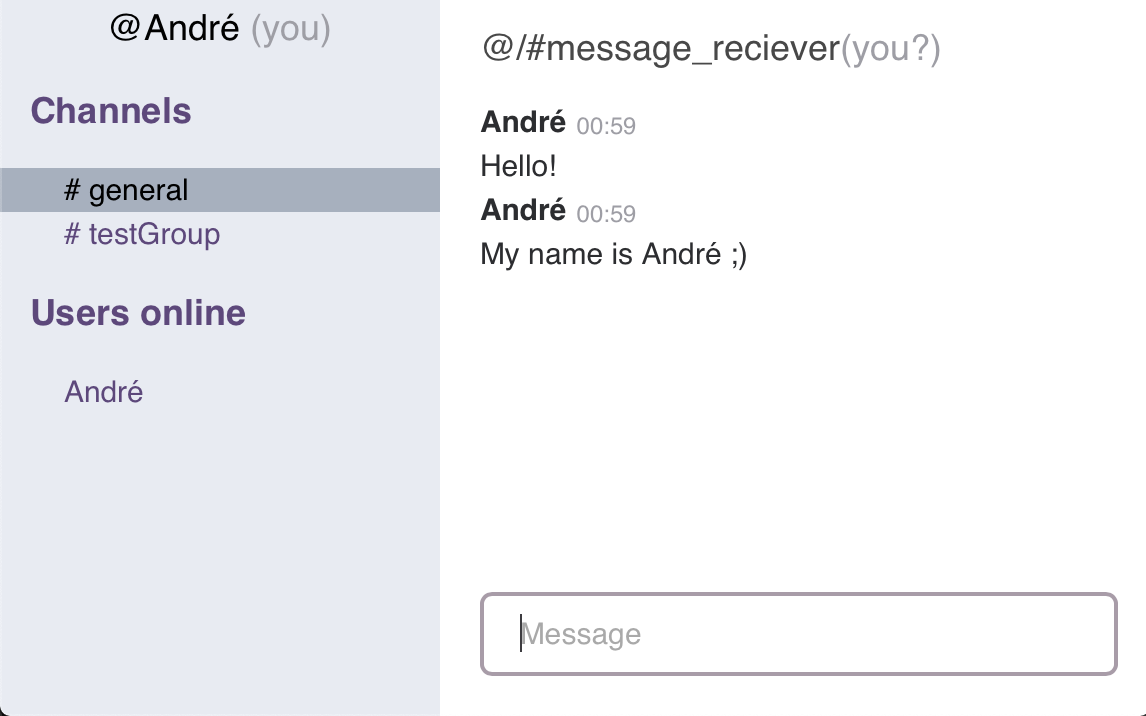 @André (you)
Channels
# general
# testGroup
Users online
André
@/#message_reciever(you?)
André 00:59
Hello!
André 00:59
My name is André ;)
Message